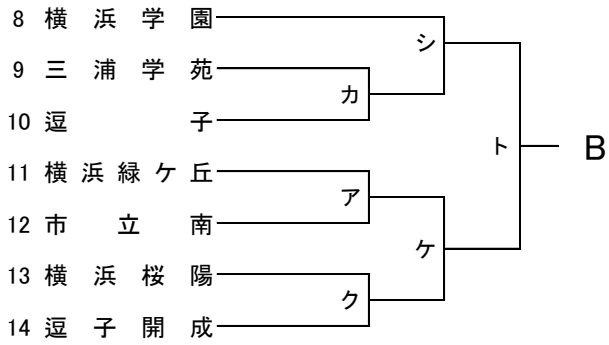 8 横浜学園
シ
9 三浦学苑
カ
10 逗子
ト
B
11 横浜緑ケ丘
ア
12 市立南
ケ
13 横浜桜陽
ク
14 逗子開成